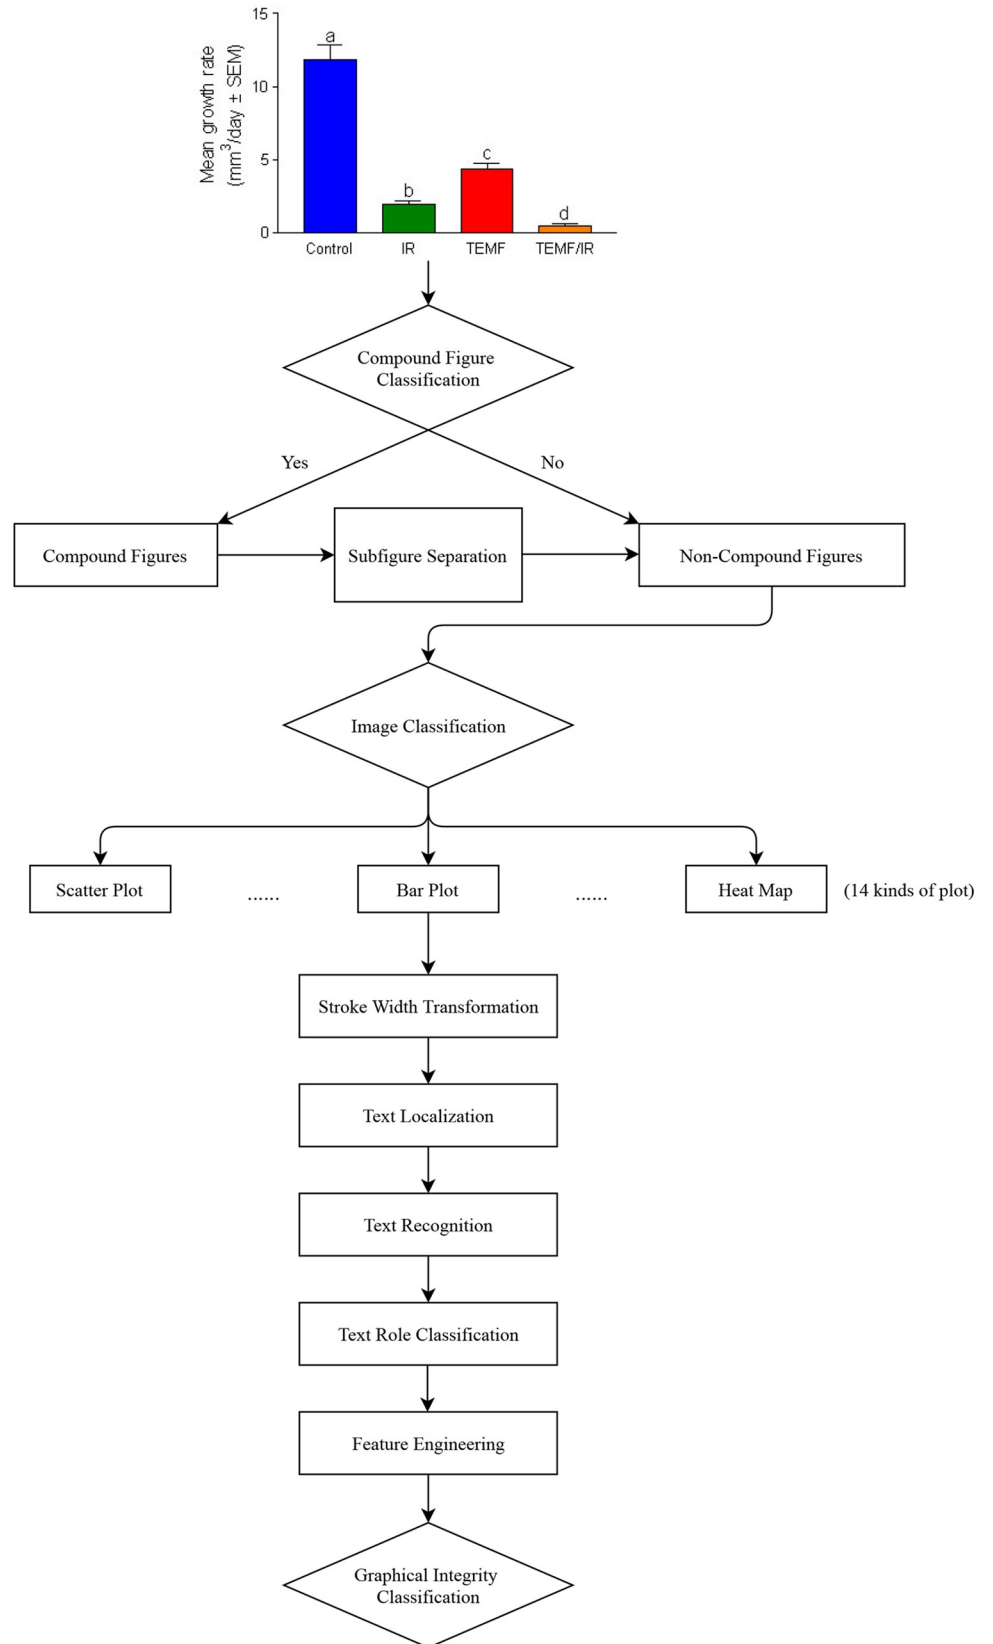 Mean growth rate
(mm³/day ± SEM)
15
10
5
0
a
b
c
d
Control
IR
TEMF
TEMF/IR
Compound Figure
Classification
Yes
No
Compound Figures
Subfigure Separation
Non-Compound Figures
Image Classification
Scatter Plot
......
Bar Plot
......
Heat Map
(14 kinds of plot)
Stroke Width Transformation
Text Localization
Text Recognition
Text Role Classification
Feature Engineering
Graphical Integrity
Classification